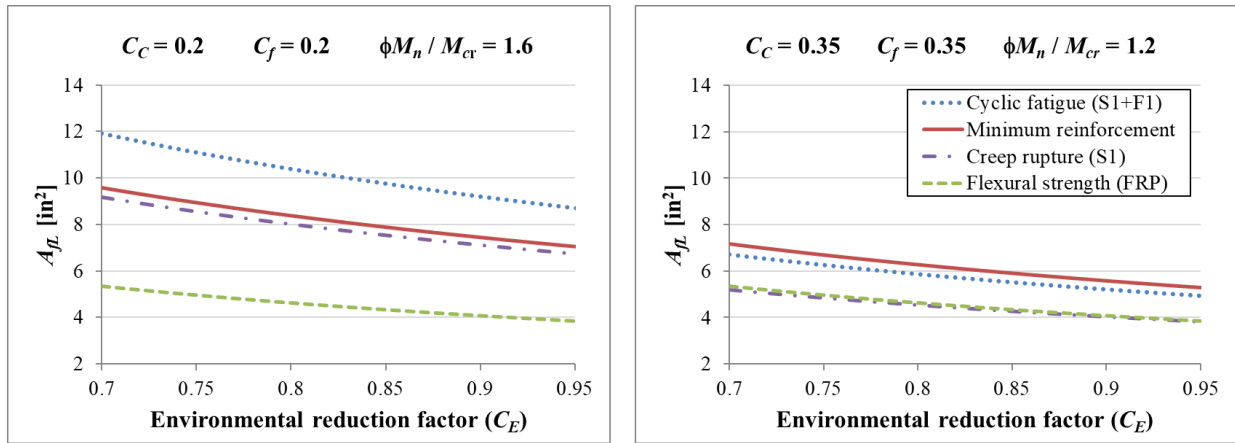 C_C = 0.2 C_f = 0.2 ϕM_n / M_cr = 1.6
14
12
10
8
6
4
2
A_fL [in²]
0.7 0.75 0.8 0.85 0.9 0.95
Environmental reduction factor (C_E)
C_C = 0.35 C_f = 0.35 ϕM_n / M_cr = 1.2
14
12
10
8
6
4
2
A_fL [in²]
Cyclic fatigue (S1+F1)
Minimum reinforcement
Creep rupture (S1)
Flexural strength (FRP)
0.7 0.75 0.8 0.85 0.9 0.95
Environmental reduction factor (C_E)